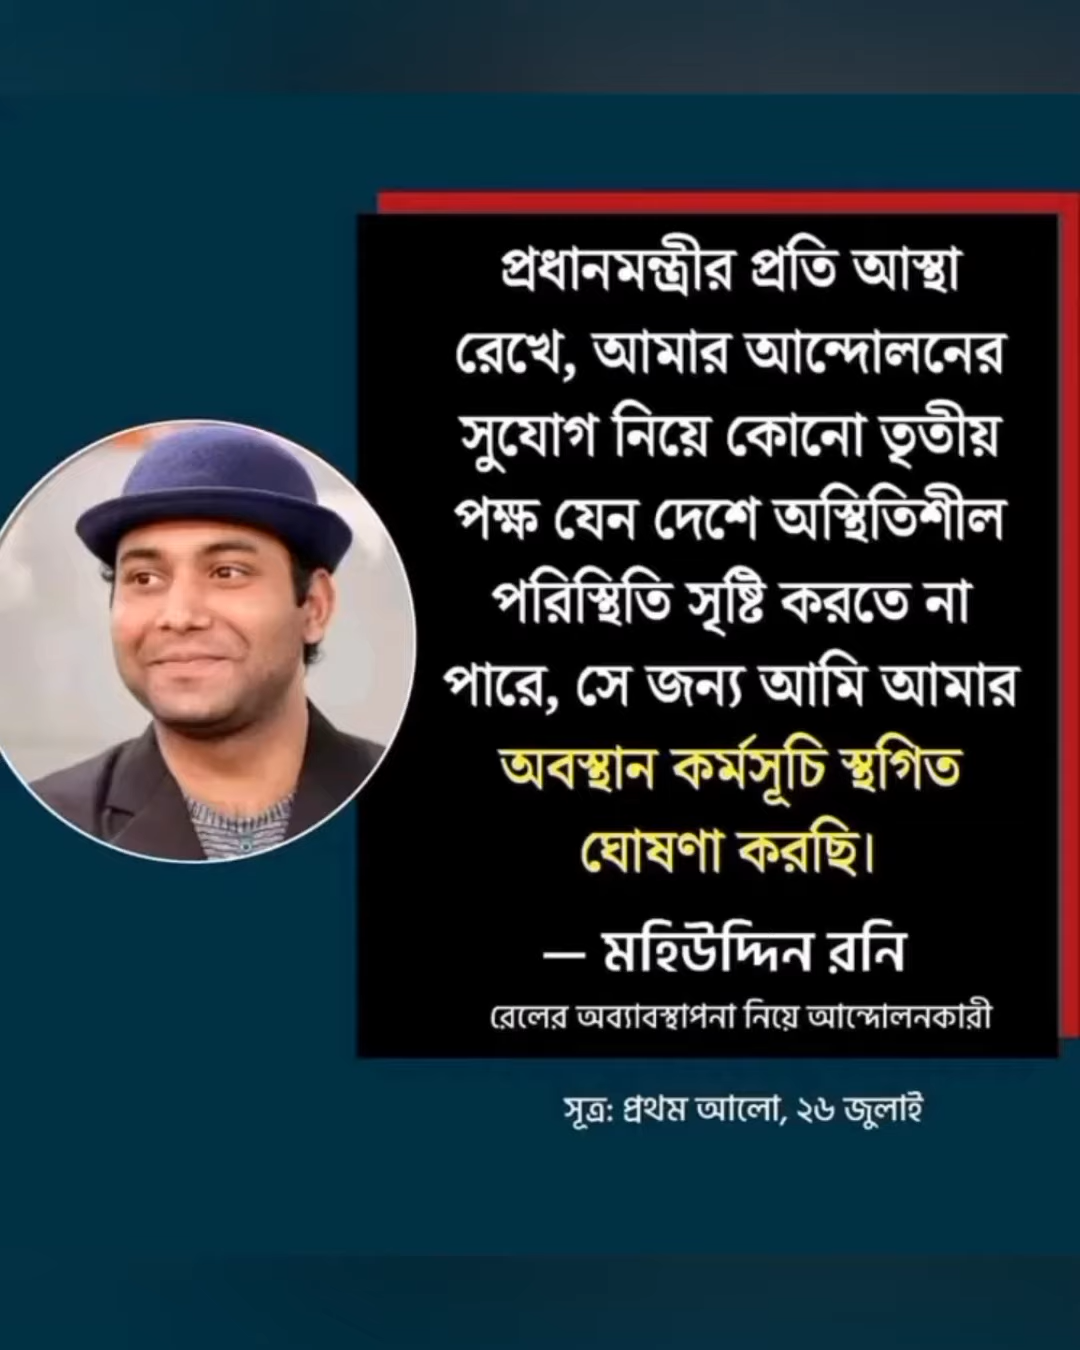 প্রধানমন্ত্রীর প্রতি আস্থা
রেখে, আমার আন্দোলনের
সুযোগ নিয়ে কোনো তৃতীয়
পক্ষ যেন দেশে অস্থিতিশীল
পরিস্থিতি সৃষ্টি করতে না
পারে, সে জন্য আমি আমার
অবস্থান কর্মসূচি স্থগিত
ঘোষণা করছি।
— মহিউদ্দিন রনি
রেলের অব্যাবস্থাপনা নিয়ে আন্দোলনকারী
সূত্র: প্রথম আলো, ২৬ জুলাই